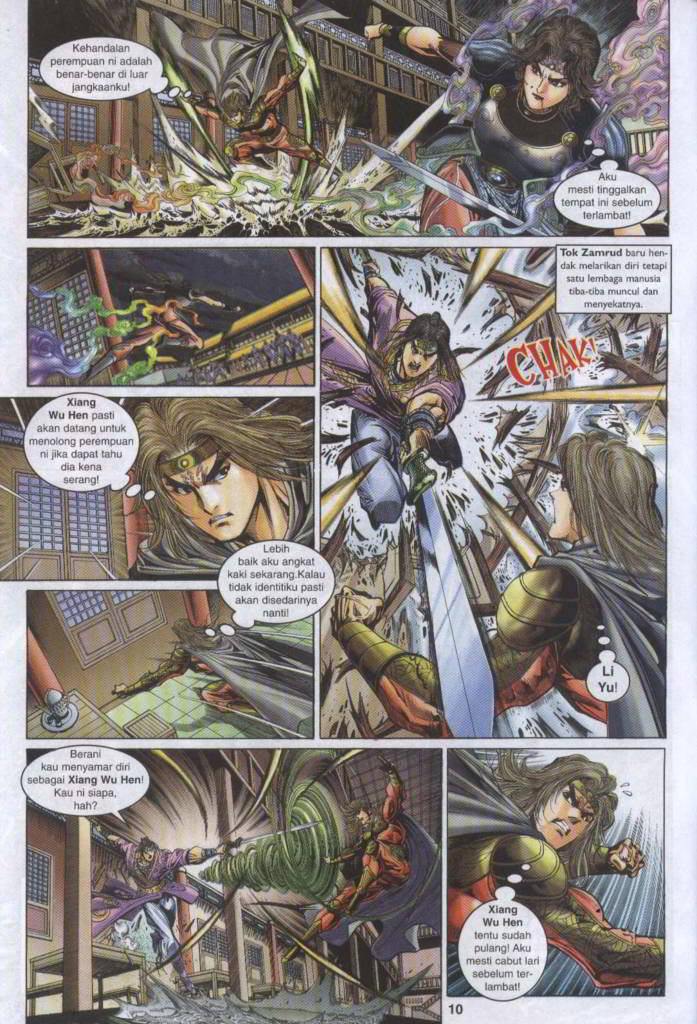 Kehandalan
perempuan ni adalah
benar-benar di luar
jangkaanku!
Aku
mesti tinggalkan
tempat ini sebelum
terlambat!
Tok Zamrud baru hen-
dak melarikan diri tetapi
satu lembaga manusia
tiba-tiba muncul dan
menyekatnya.
CHAK!
Xiang
Wu Hen pasti
akan datang untuk
menolong perempuan
ni jika dapat tahu
dia kena
serang!
Lebih
baik aku angkat
kaki sekarang.Kalau
tidak identitiku pasti
akan disedarinya
nanti!
Li
Yu!
Berani
kau menyamar diri
sebagai Xiang Wu Hen!
Kau ni siapa,
hah?
Xiang
Wu Hen
tentu sudah
pulang! Aku
mesti cabut lari
sebelum ter-
lambat!
10